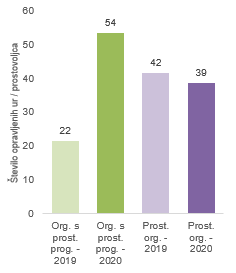 Število opravljenih ur / prostovoljca
60
50
40
30
20
10
0
22
54
42
39
Org. s
prost.
prog. -
2019
Org. s
prost.
prog. -
2020
Prost.
org. -
2019
Prost.
org. -
2020